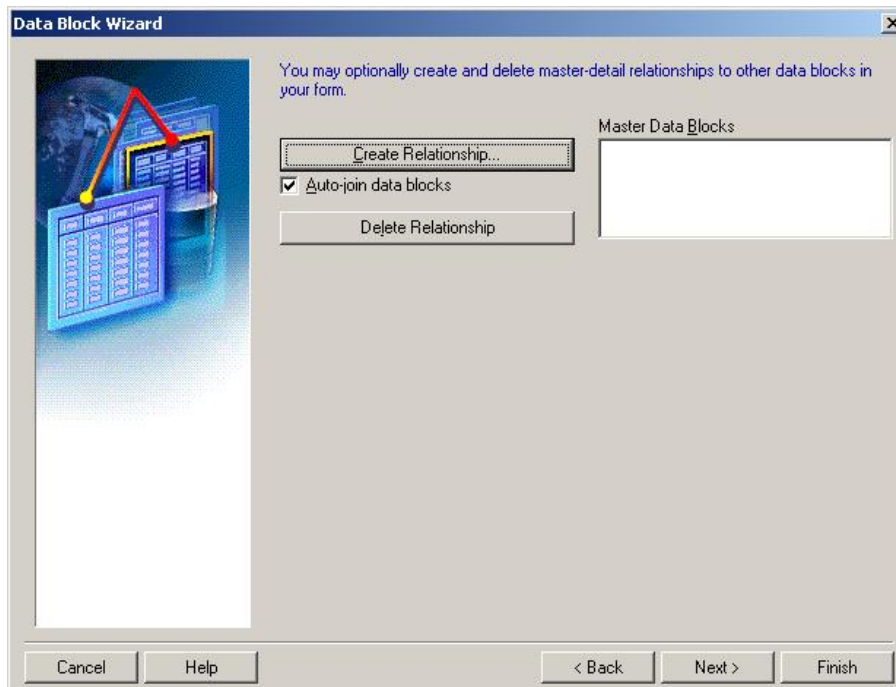 Data Block Wizard
You may optionally create and delete master-detail relationships to other data blocks in
your form.
Master Data Blocks
Create Relationship...
Auto-join data blocks
Delete Relationship
Cancel
Help
< Back
Next >
Finish